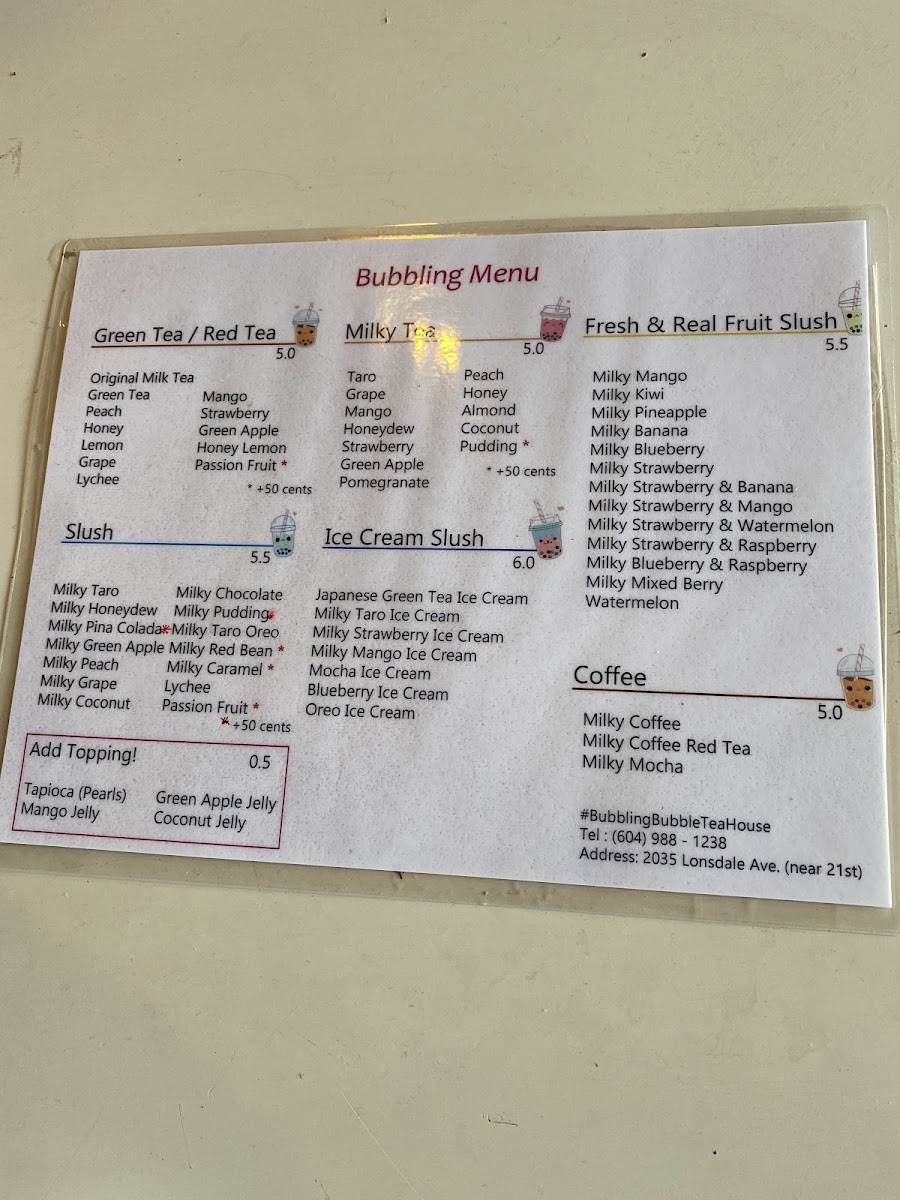 Bubbling Menu
Green Tea / Red Tea
5.0
Original Milk Tea
Green Tea
Peach
Honey
Lemon
Grape
Lychee
Mango
Strawberry
Green Apple
Honey Lemon
Passion Fruit *
* +50 cents
Milky Tea
5.0
Taro
Grape
Mango
Honeydew
Strawberry
Green Apple
Pomegranate
Peach
Honey
Almond
Coconut
Pudding *
* +50 cents
Fresh & Real Fruit Slush
5.5
Milky Mango
Milky Kiwi
Milky Pineapple
Milky Banana
Milky Blueberry
Milky Strawberry
Milky Strawberry & Banana
Milky Strawberry & Mango
Milky Strawberry & Watermelon
Milky Strawberry & Raspberry
Milky Blueberry & Raspberry
Milky Mixed Berry
Watermelon
Slush
5.5
Milky Taro
Milky Honeydew
Milky Pina Colada*
Milky Green Apple
Milky Peach
Milky Grape
Milky Coconut
Milky Chocolate
Milky Pudding*
Milky Taro Oreo
Milky Red Bean *
Milky Caramel *
Lychee
Passion Fruit *
* +50 cents
Ice Cream Slush
6.0
Japanese Green Tea Ice Cream
Milky Taro Ice Cream
Milky Strawberry Ice Cream
Milky Mango Ice Cream
Mocha Ice Cream
Blueberry Ice Cream
Oreo Ice Cream
Coffee
5.0
Milky Coffee
Milky Coffee Red Tea
Milky Mocha
Add Topping!
0.5
Tapioca (Pearls)
Mango Jelly
Green Apple Jelly
Coconut Jelly
#BubblingBubbleTeaHouse
Tel : (604) 988 - 1238
Address: 2035 Lonsdale Ave. (near 21st)